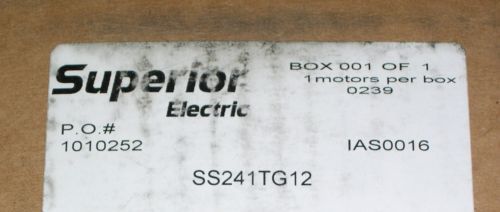 Superior
Electric
BOX 001 OF 1
1motors per box
0239
P.O.#
1010252
IAS0016
SS241TG12